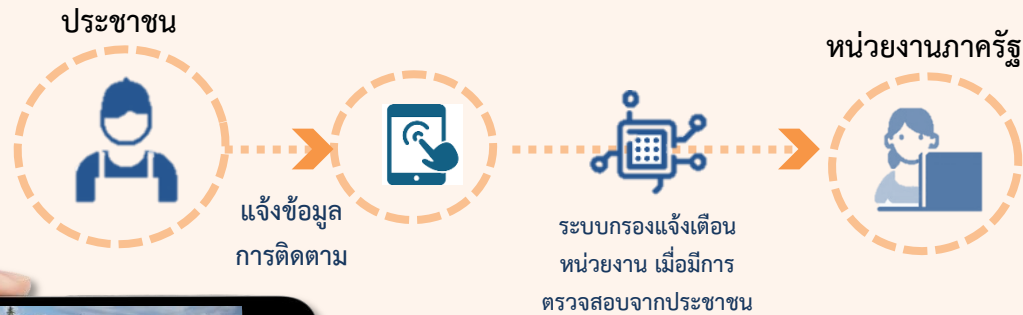 ประชาชน
หน่วยงานภาครัฐ
แจ้งข้อมูล
การติดตาม
ระบบกรองแจ้งเตือน
หน่วยงาน เมื่อมีการ
ตรวจสอบจากประชาชน